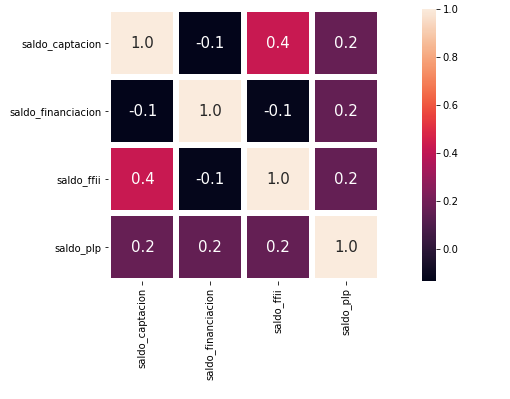 saldo_captacion 1.0 -0.1 0.4 0.2
saldo_financiacion -0.1 1.0 -0.1 0.2
saldo_ffii 0.4 -0.1 1.0 0.2
saldo_plp 0.2 0.2 0.2 1.0
saldo_captacion
saldo_financiacion
saldo_ffii
saldo_plp
1.0
0.8
0.6
0.4
0.2
0.0